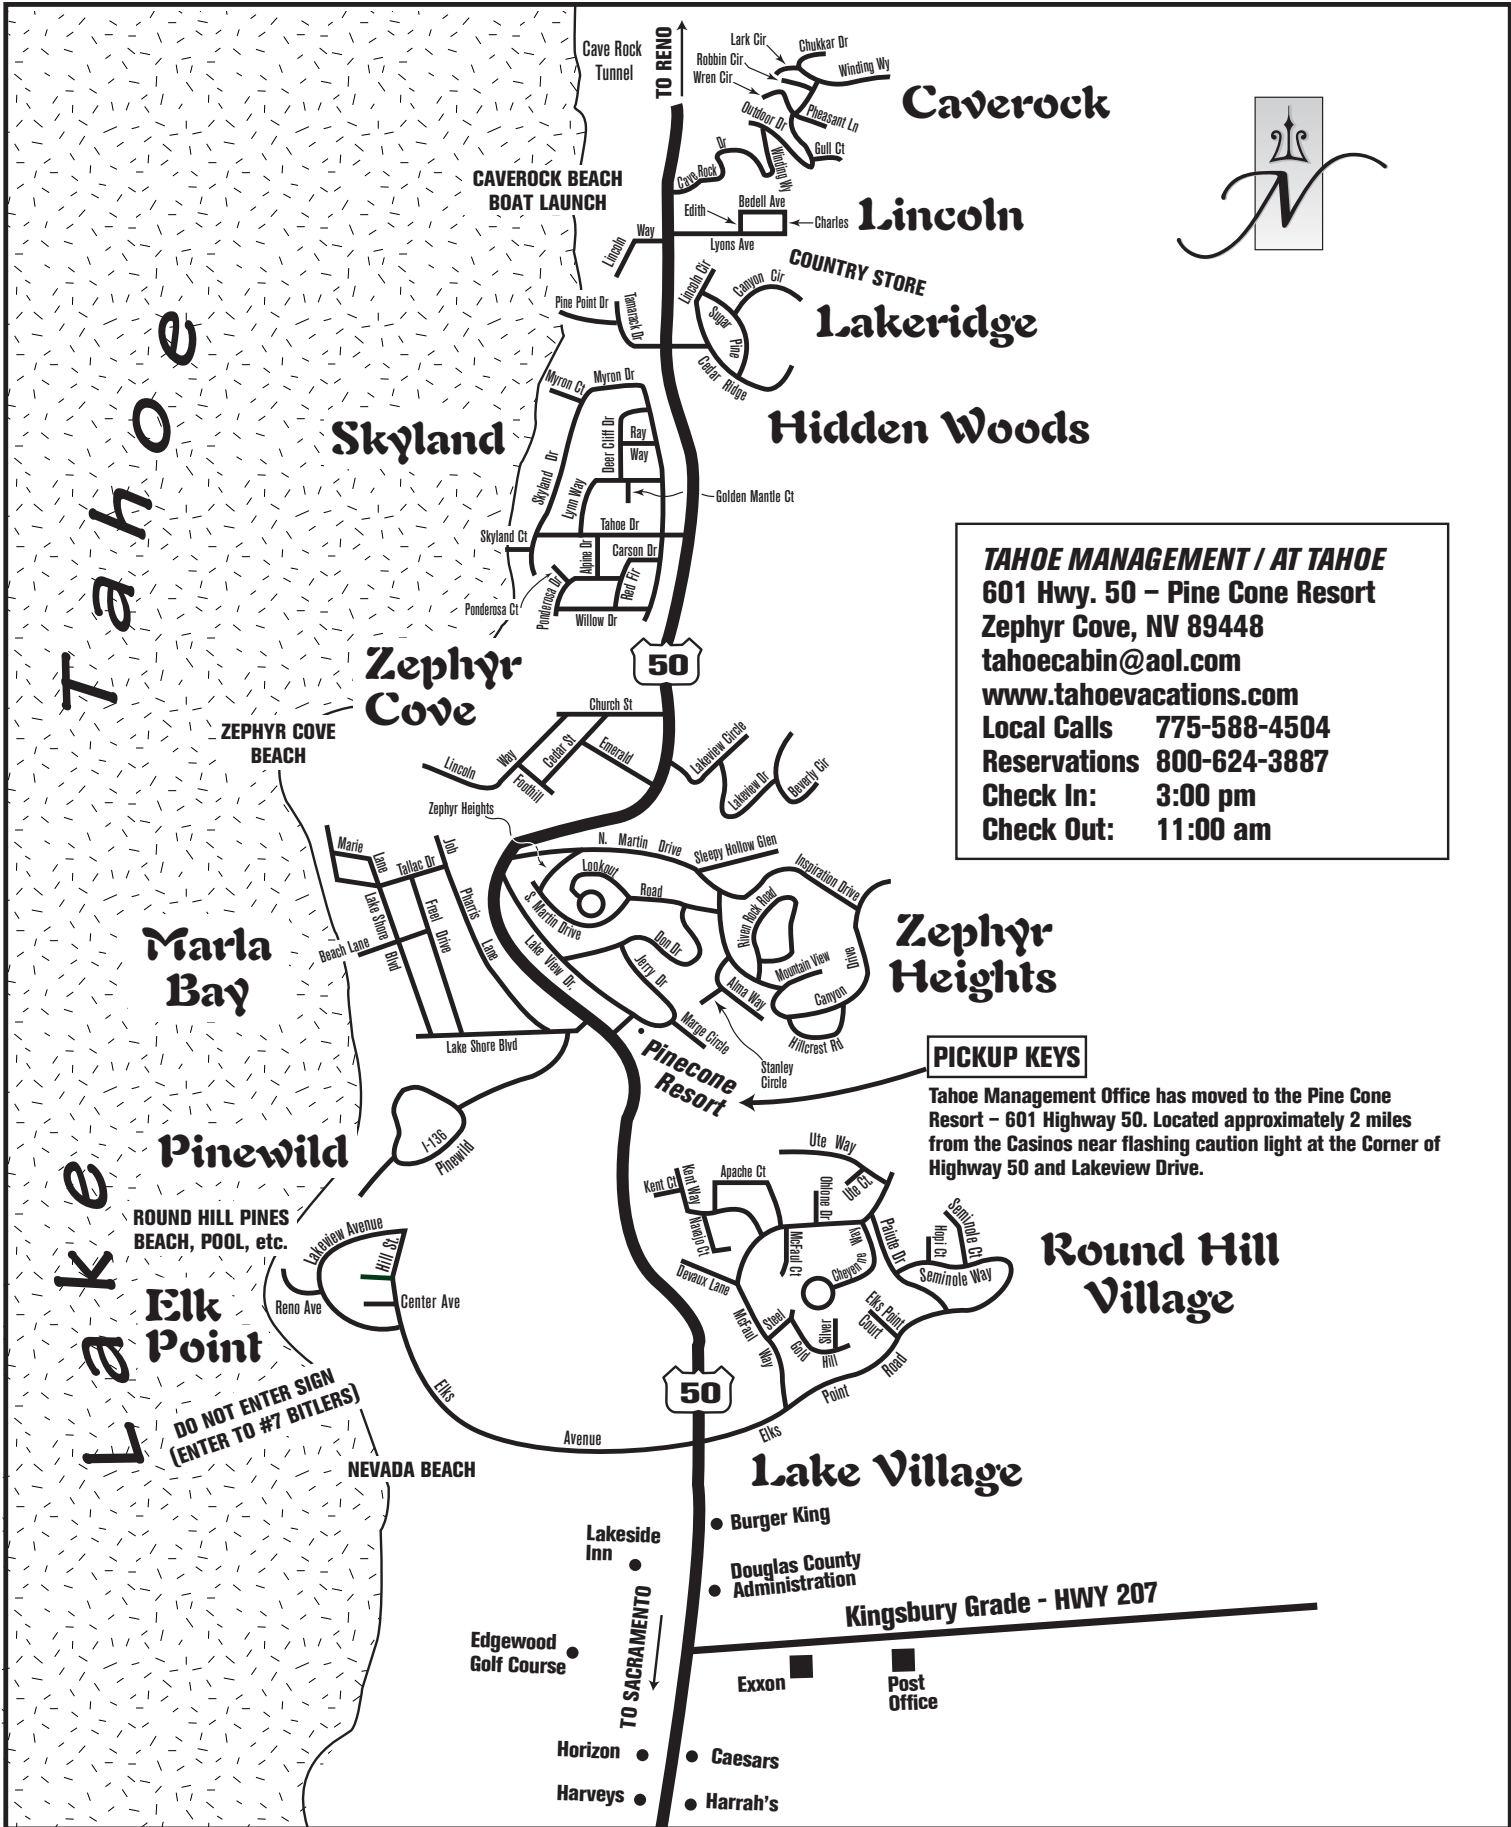 Cave Rock
Tunnel
TO RENO
Lark Cir
Chukkar Dr
Robbin Cir
Winding Wy
Wren Cir
Caverock
Outdoor Dr
Pheasant Ln
Gull Ct
Winding Wy
Cave Rock Dr
CAVEROCK BEACH
BOAT LAUNCH
Edith
Bedell Ave
Charles
Lincoln
Lyons Ave
Lincoln Way
COUNTRY STORE
Lincoln Cir
Canyon Cir
Pine Point Dr
Tamarack Dr
Sugar Pine
Lakeridge
Cedar Ridge
Myron Ct
Myron Dr
Hidden Woods
Skyland
Deer Cliff Dr
Ray
Way
Skyland Dr
Lynn Way
Golden Mantle Ct
Tahoe Dr
Skyland Ct
Alpine Dr
Carson Dr
Red Fir
Ponderosa Dr
Ponderosa Ct
Willow Dr
TAHOE MANAGEMENT / AT TAHOE
601 Hwy. 50 – Pine Cone Resort
Zephyr Cove, NV 89448
tahoecabin@aol.com
www.tahoevacations.com
Local Calls 775-588-4504
Reservations 800-624-3887
Check In: 3:00 pm
Check Out: 11:00 am
Lake Tahoe
Zephyr
Cove
50
ZEPHYR COVE
BEACH
Church St
Lincoln Way
Cedar St
Emerald
Foothill
Lakeview Circle
Lakeview Dr
Beverly Cir
Zephyr Heights
N. Martin Drive
Sleepy Hollow Glen
Inspiration Drive
Marie Lane
Tallac Dr
Job
Pharris
Lane
Lookout
Road
S. Martin Drive
Riven Rock Road
Lake Shore
Blvd
Freel
Drive
Beach Lane
Lake View Dr.
Don Dr
Jerry Dr
Mountain View
Drive
Canyon
Alma Way
Zephyr
Heights
Marla
Bay
Lake Shore Blvd
Marge Circle
Stanley
Circle
Hillcrest Rd
Pinecone
Resort
PICKUP KEYS
Tahoe Management Office has moved to the Pine Cone
Resort – 601 Highway 50. Located approximately 2 miles
from the Casinos near flashing caution light at the Corner of
Highway 50 and Lakeview Drive.
Pinewild
I-136
Pinewild
Ute Way
Kent Ct
Kent Way
Apache Ct
Ohlone Dr
Ute Ct
Navajo Ct
McFaul Ct
Cheyenne Way
Paiute Dr
Hopi Ct
Seminole Ct
Seminole Way
Round Hill
Village
Devaux Lane
McFaul
Way
Steel
Gold
Silver
Hill
Elks Point
Court
ROUND HILL PINES
BEACH, POOL, etc.
Lakeview Avenue
Hill St.
Reno Ave
Center Ave
Elk
Point
DO NOT ENTER SIGN
(ENTER TO #7 BITLERS)
Elks
Avenue
50
Elks
Point
Road
NEVADA BEACH
Lake Village
Lakeside
Inn
Burger King
Douglas County
Administration
TO SACRAMENTO
Kingsbury Grade - HWY 207
Edgewood
Golf Course
Exxon
Post
Office
Horizon
Caesars
Harveys
Harrah's
N